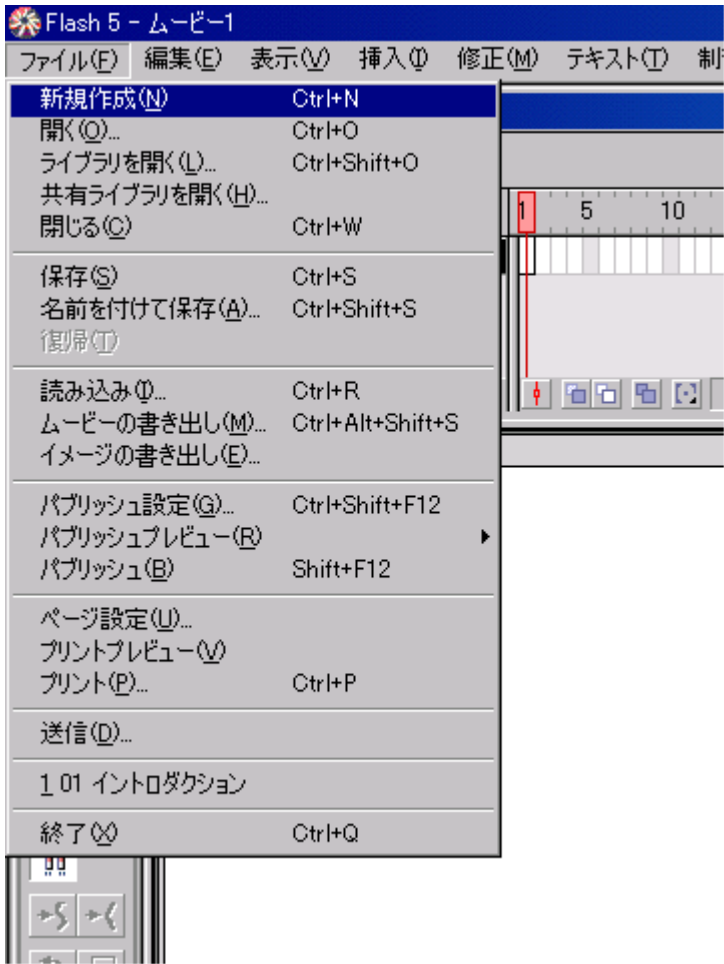 Flash 5 - ムービー1
ファイル(F) 編集(E) 表示(V) 挿入(I) 修正(M) テキスト(T)
新規作成(N) Ctrl+N
開く(O)... Ctrl+O
ライブラリを開く(L)... Ctrl+Shift+O
共有ライブラリを開く(H)...
閉じる(C) Ctrl+W
1 5 10
保存(S) Ctrl+S
名前を付けて保存(A)... Ctrl+Shift+S
復帰(T)
読み込み(I)... Ctrl+R
ムービーの書き出し(M)... Ctrl+Alt+Shift+S
イメージの書き出し(E)...
パブリッシュ設定(G)... Ctrl+Shift+F12
パブリッシュプレビュー(R)
パブリッシュ(B) Shift+F12
ページ設定(U)...
プリントプレビュー(V)
プリント(P)... Ctrl+P
送信(D)...
1 01 イントロダクション
終了(X) Ctrl+Q